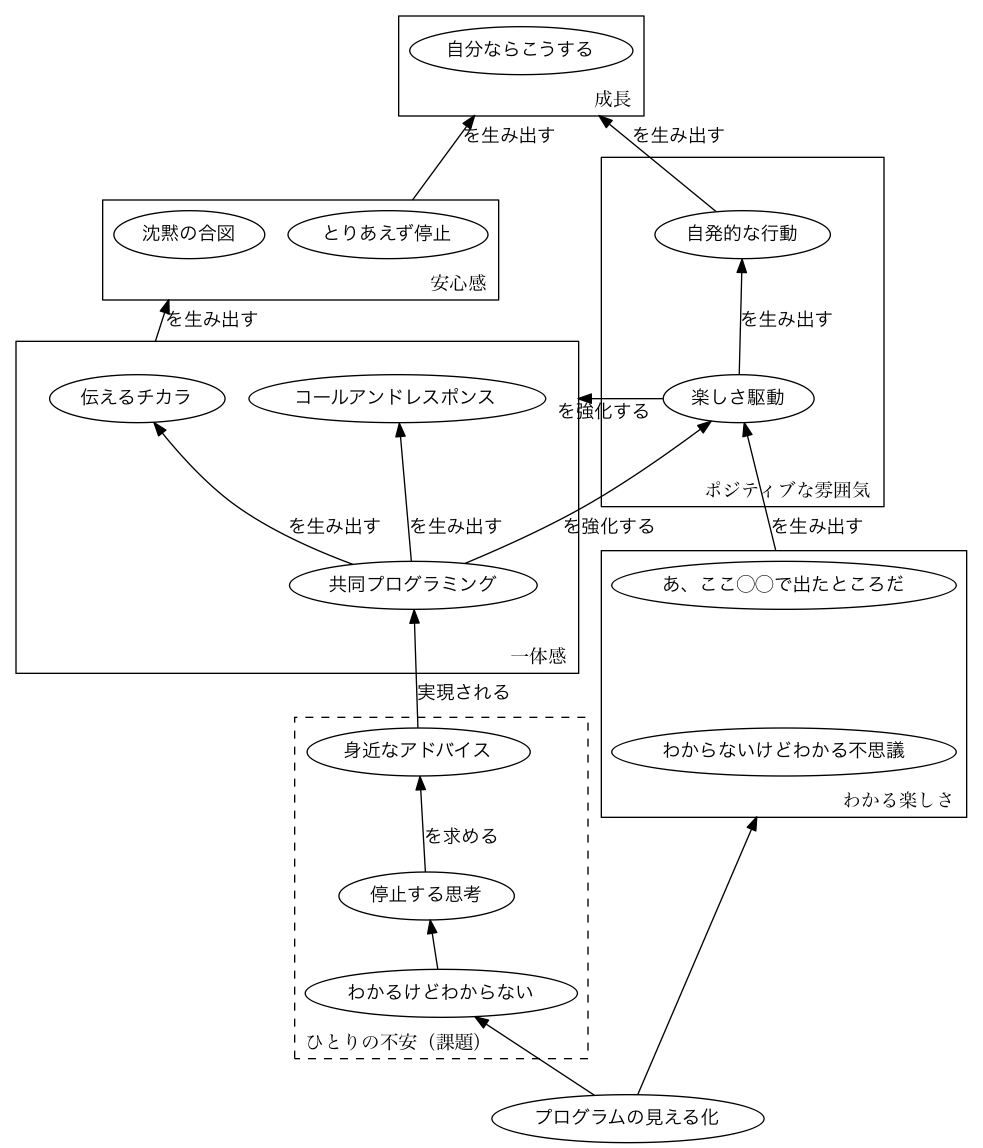 自分ならこうする
成長
を生み出す
を生み出す
沈黙の合図
とりあえず停止
安心感
自発的な行動
を生み出す
を生み出す
伝えるチカラ
コールアンドレスポンス
を強化する
楽しさ駆動
ポジティブな雰囲気
を生み出す
を生み出す
を強化する
を生み出す
共同プログラミング
一体感
あ、ここ◯◯で出たところだ
実現される
身近なアドバイス
わからないけどわかる不思議
わかる楽しさ
を求める
停止する思考
わかるけどわからない
ひとりの不安（課題）
プログラムの見える化